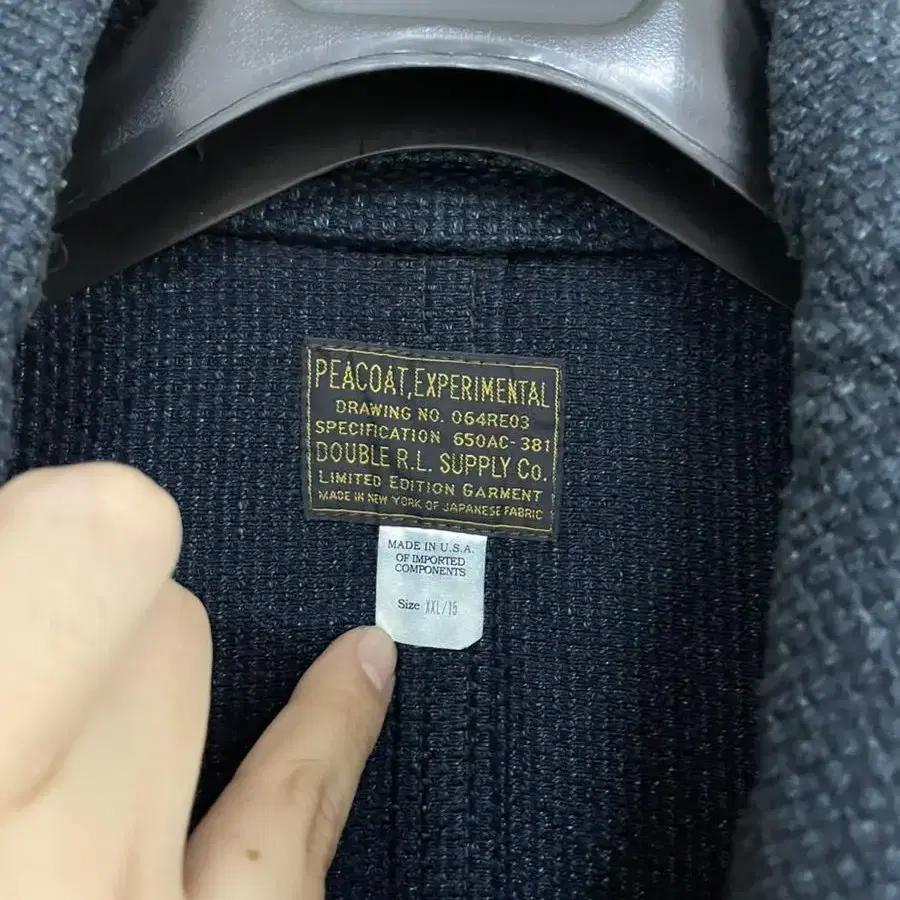 PEACOAT, EXPERIMENTAL
DRAWING NO. 064RE03
SPECIFICATION 650AC-381
DOUBLE R.L. SUPPLY CO.
LIMITED EDITION GARMENT
MADE IN NEW YORK OF JAPANESE FABRIC
MADE IN U.S.A.
OF IMPORTED
COMPONENTS
Size XXL/15